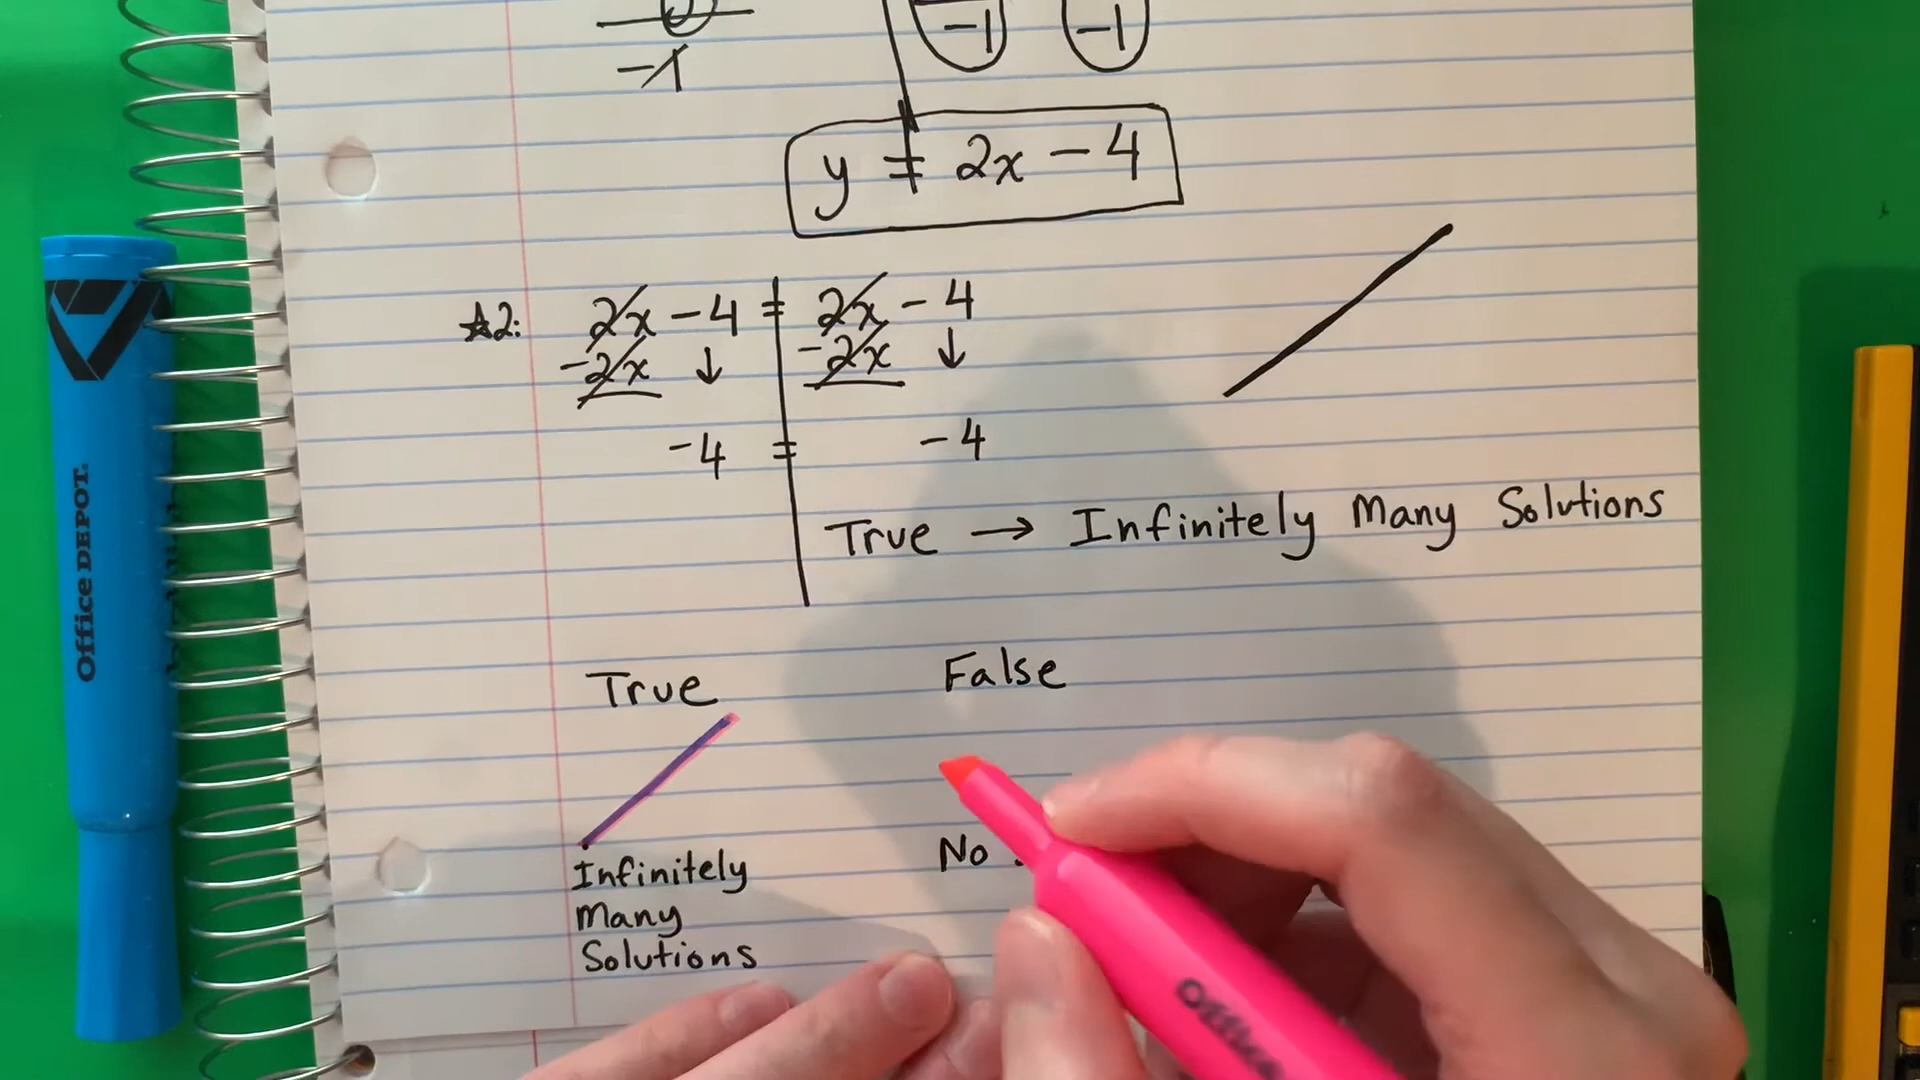 -1 -1 -1
y = 2x - 4
☆2: 2x - 4 = 2x - 4
-2x ↓ -2x ↓
-4 = -4
True → Infinitely Many Solutions
True False
No
Infinitely
Many
Solutions
Office DEPOT.
Office